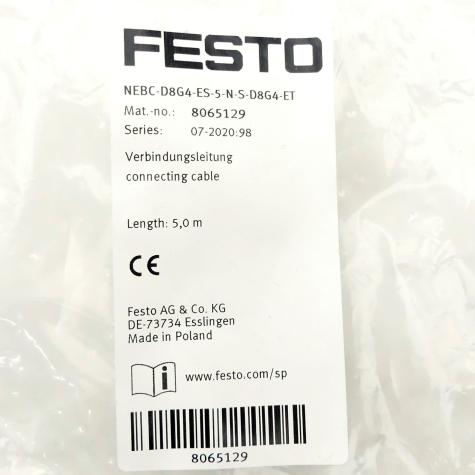 FESTO
NEBC-D8G4-ES-5-N-S-D8G4-ET
Mat.-no.: 8065129
Series: 07-2020:98
Verbindungsleitung
connecting cable
Length: 5,0 m
CE
Festo AG & Co. KG
DE-73734 Esslingen
Made in Poland
i www.festo.com/sp
8065129